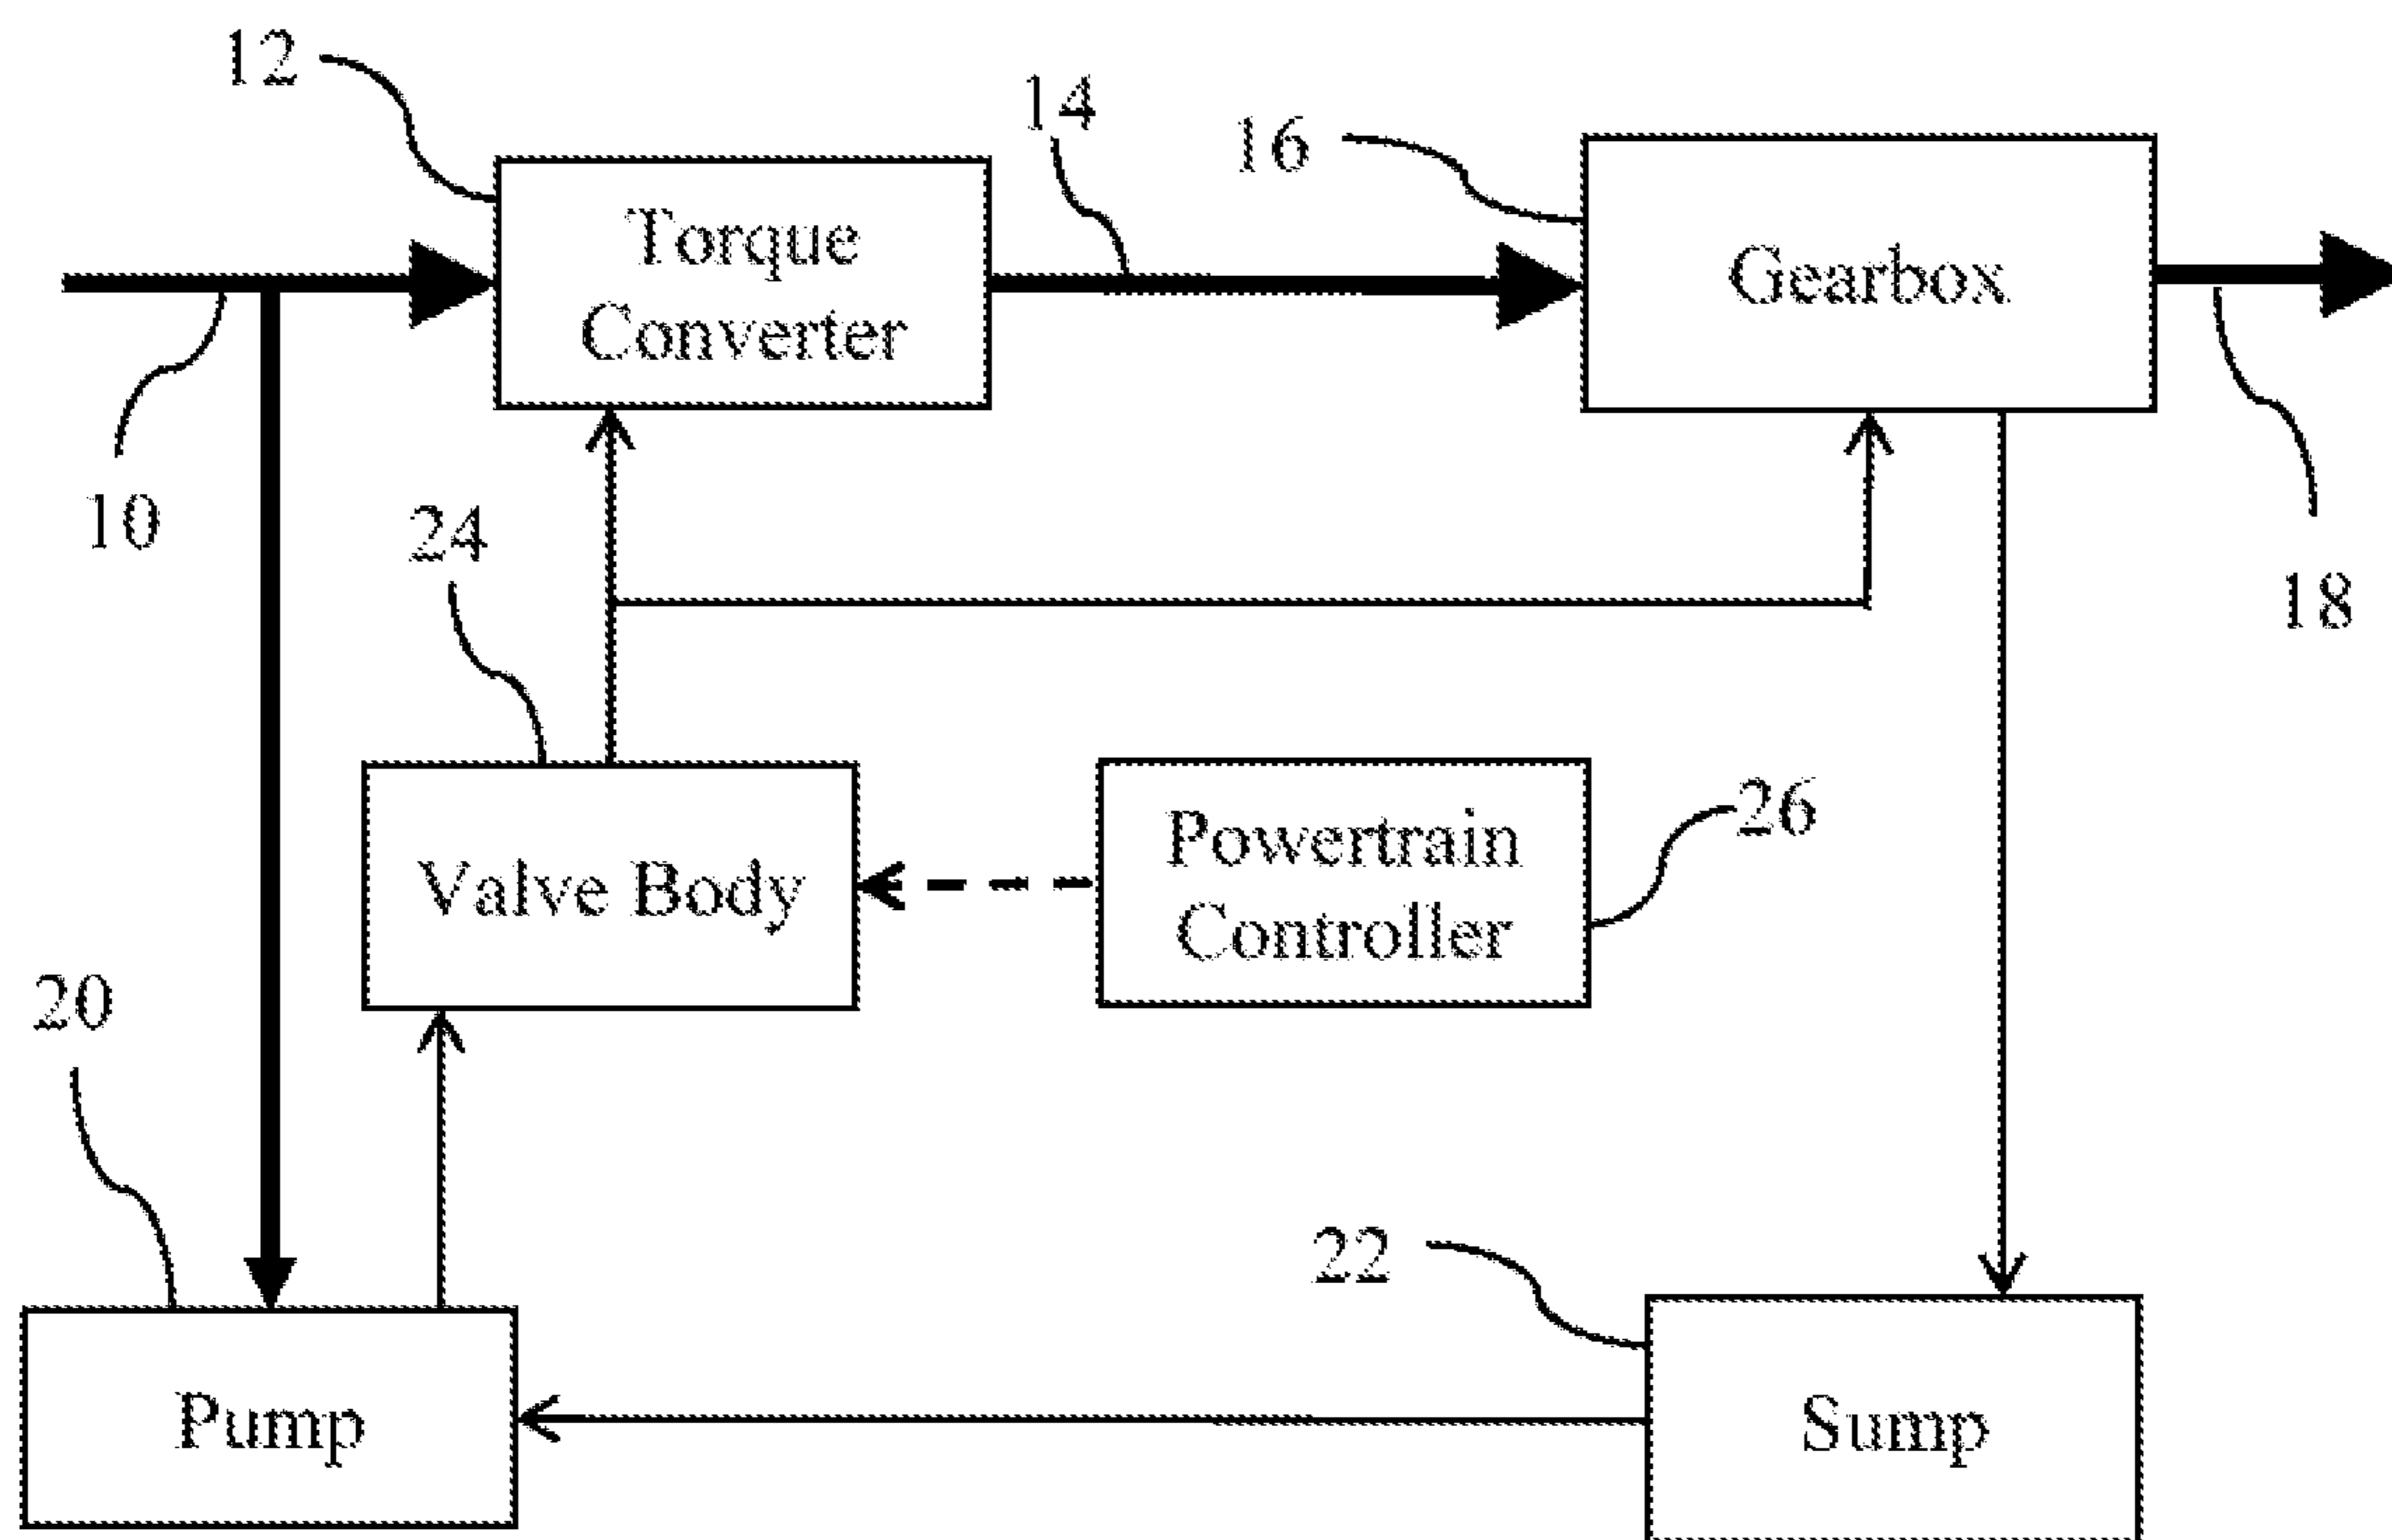 12
14
16
Torque
Converter
Gearbox
10
24
18
Valve Body
Powertrain
Controller
26
20
22
Pump
Sump